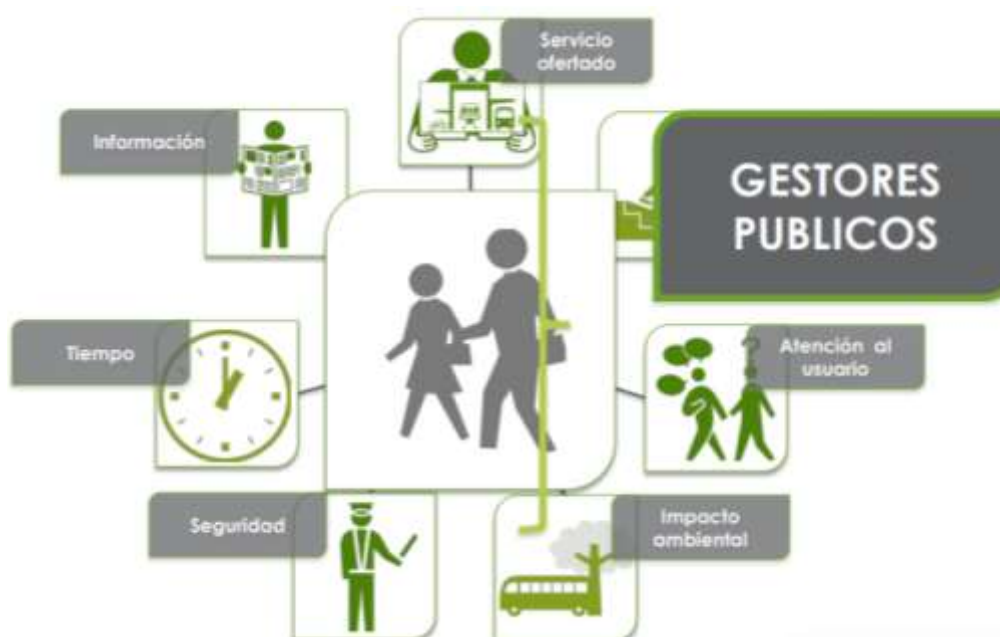 Servicio
ofertado
Información
GESTORES
PUBLICOS
Tiempo
Atención al
usuario
Seguridad
Impacto
ambiental